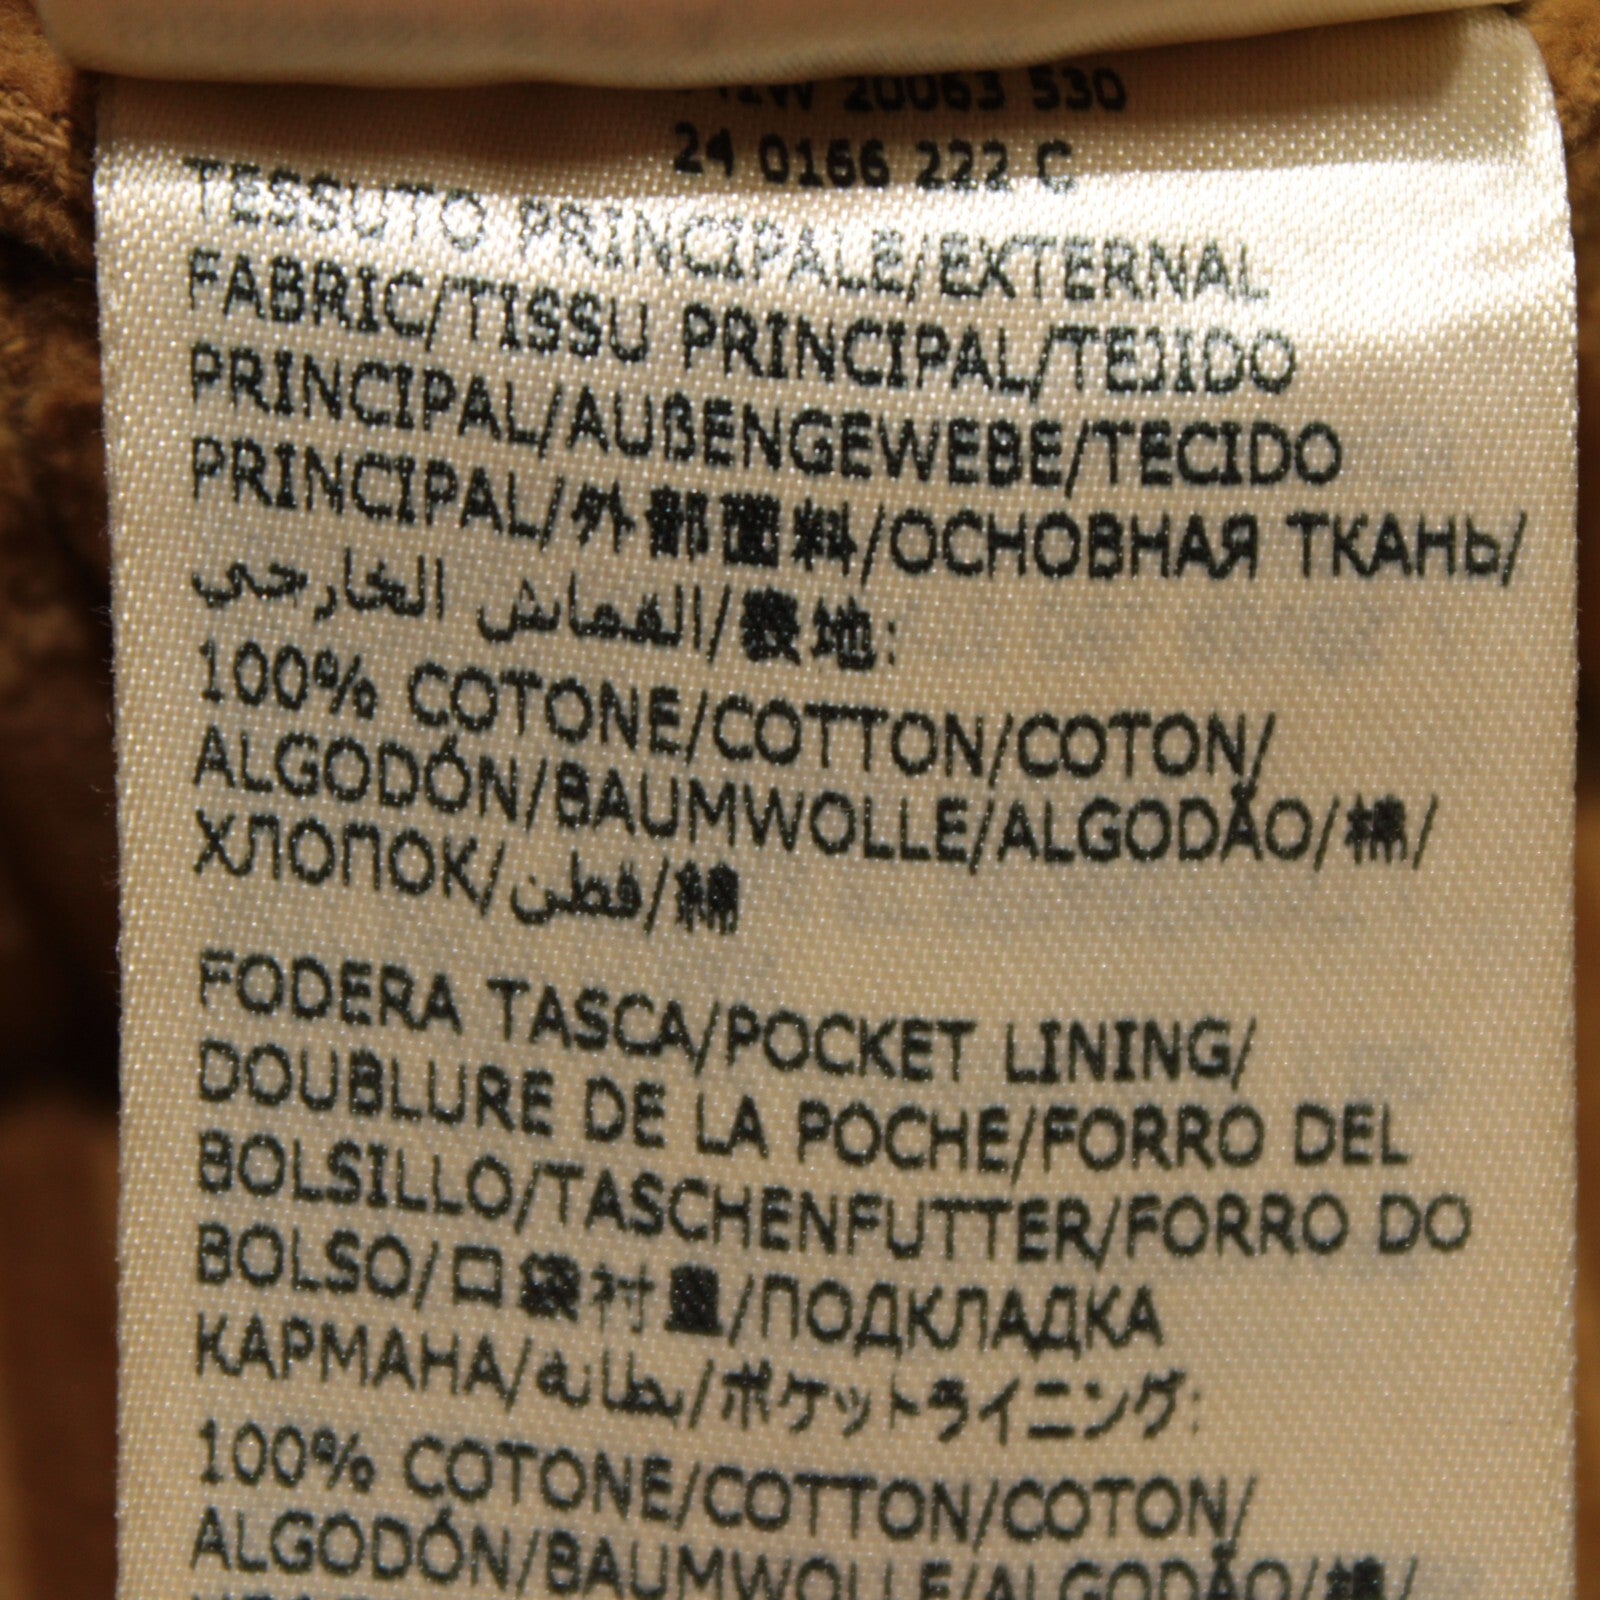 20063 530
24 0166 222 C
TESSUTO PRINCIPALE/EXTERNAL
FABRIC/TISSU PRINCIPAL/TEJIDO
PRINCIPAL/AUßENGEWEBE/TECIDO
PRINCIPAL/外部面料/ОСНОВНАЯ ТКАНЬ/
القماش الخارجي/表地:
100% COTONE/COTTON/COTON/
ALGODÓN/BAUMWOLLE/ALGODÃO/棉/
ХЛОПОК/قطن/綿
FODERA TASCA/POCKET LINING/
DOUBLURE DE LA POCHE/FORRO DEL
BOLSILLO/TASCHENFUTTER/FORRO DO
BOLSO/口袋衬里/ПОДКЛАДКА
КАРМАНА/بطانة/ポケットライニング:
100% COTONE/COTTON/COTON/
ALGODÓN/BAUMWOLLE/ALGODÃO/棉/